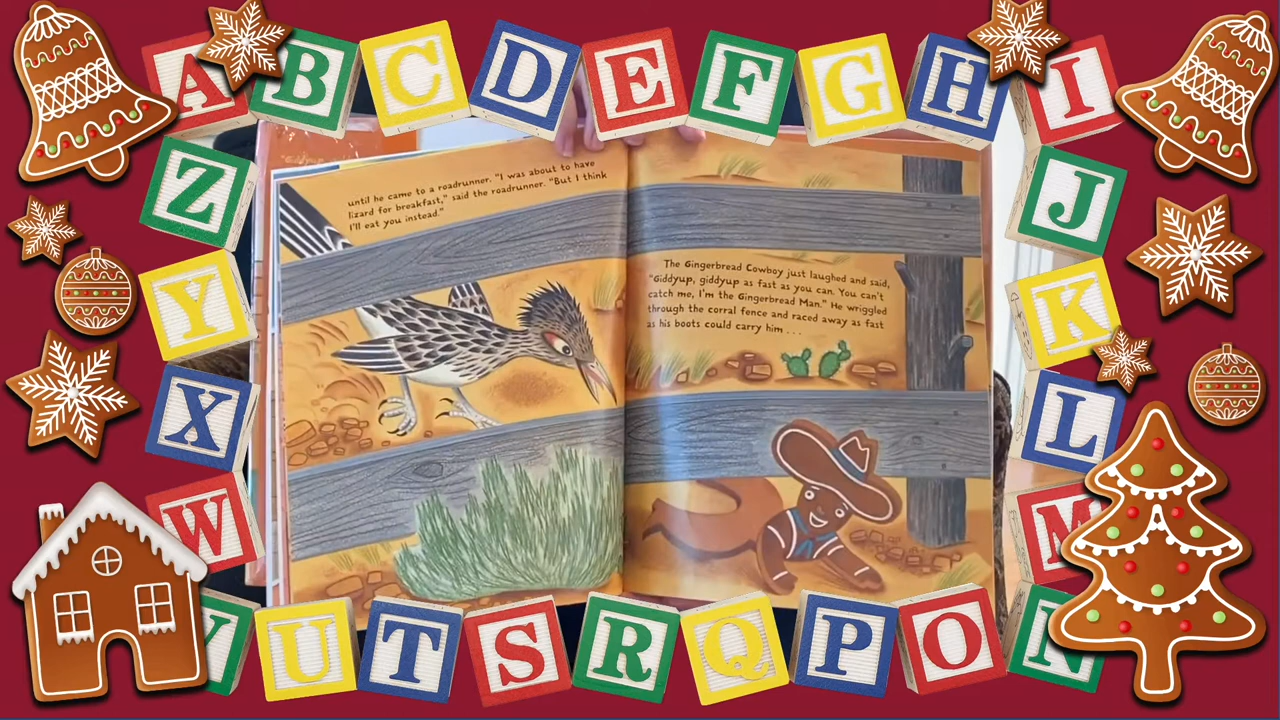 A B C D E F G H I
Z
Y
X
W
until he came to a roadrunner. "I was about to have
lizard for breakfast," said the roadrunner. "But I think
I'll eat you instead."
The Gingerbread Cowboy just laughed and said,
"Giddyup, giddyup as fast as you can. You can't
catch me, I'm the Gingerbread Man." He wriggled
through the corral fence and raced away as fast
as his boots could carry him . . .
J
K
L
M
V U T S R Q P O N